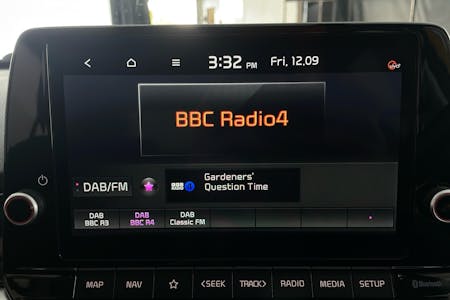 3:32 PM Fri, 12.09
BBC Radio4
DAB/FM
Gardeners'
Question Time
DAB
BBC R3
DAB
BBC R4
DAB
Classic FM
MAP NAV <SEEK TRACK> RADIO MEDIA SETUP Bluetooth